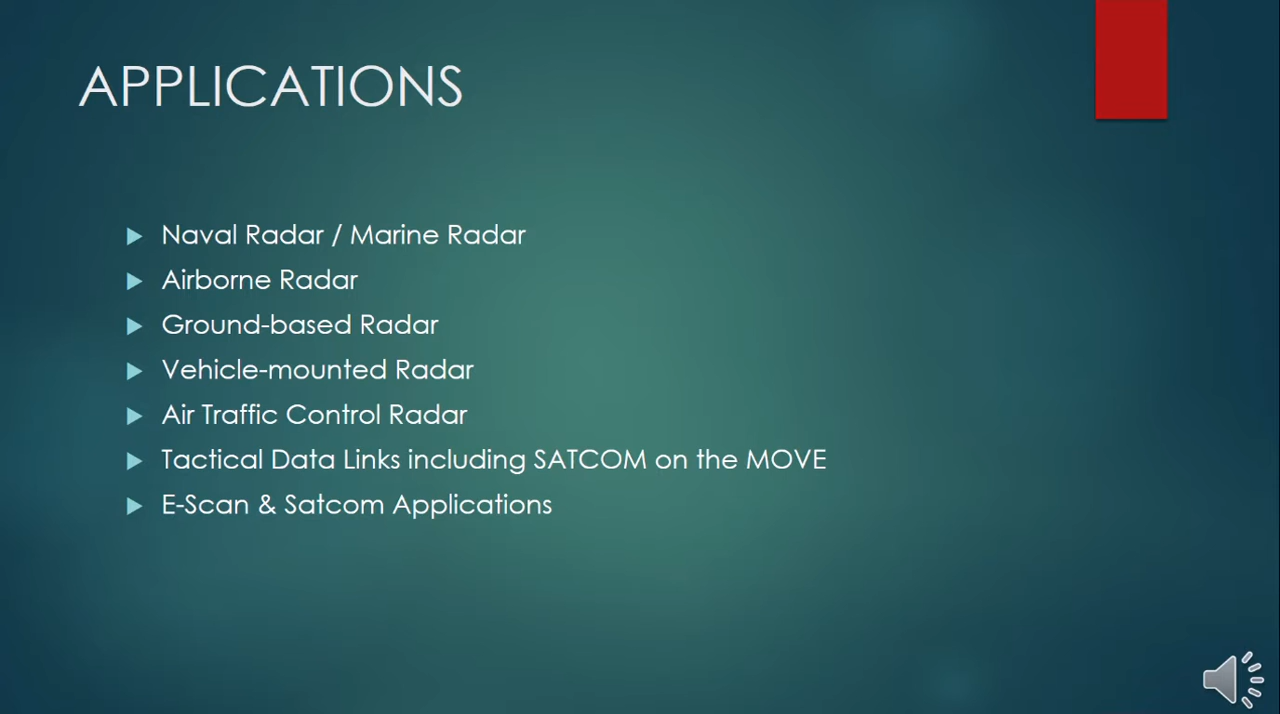 APPLICATIONS
Naval Radar / Marine Radar
Airborne Radar
Ground-based Radar
Vehicle-mounted Radar
Air Traffic Control Radar
Tactical Data Links including SATCOM on the MOVE
E-Scan & Satcom Applications